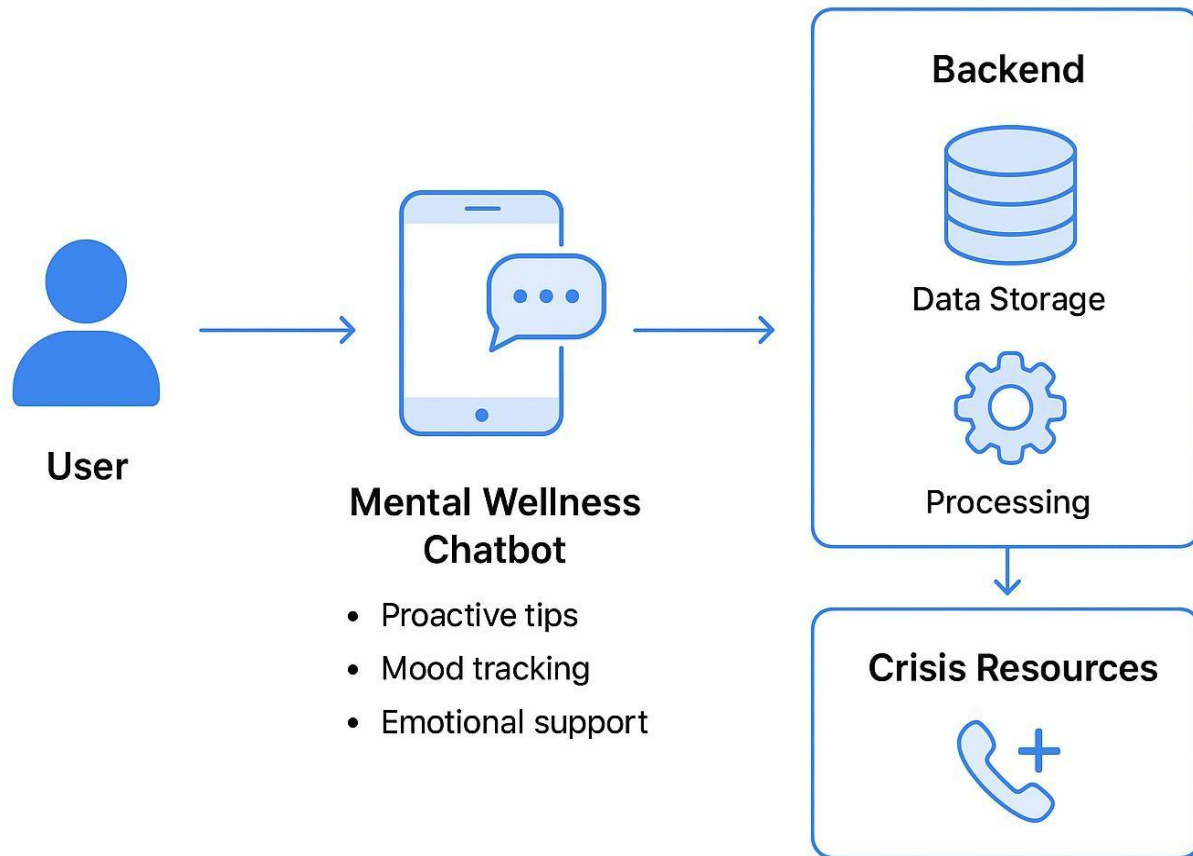 User
Mental Wellness
Chatbot
• Proactive tips
• Mood tracking
• Emotional support
Backend
Data Storage
Processing
Crisis Resources